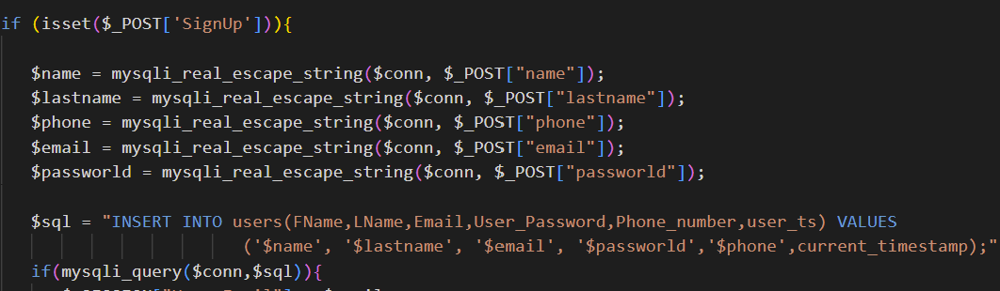 if (isset($_POST['SignUp'])){
$name = mysqli_real_escape_string($conn, $_POST["name"]);
$lastname = mysqli_real_escape_string($conn, $_POST["lastname"]);
$phone = mysqli_real_escape_string($conn, $_POST["phone"]);
$email = mysqli_real_escape_string($conn, $_POST["email"]);
$passworld = mysqli_real_escape_string($conn, $_POST["passworld"]);
$sql = "INSERT INTO users(FName,LName,Email,User_Password,Phone_number,user_ts) VALUES
('$name', '$lastname', '$email', '$passworld','$phone',current_timestamp);"
if(mysqli_query($conn,$sql)){